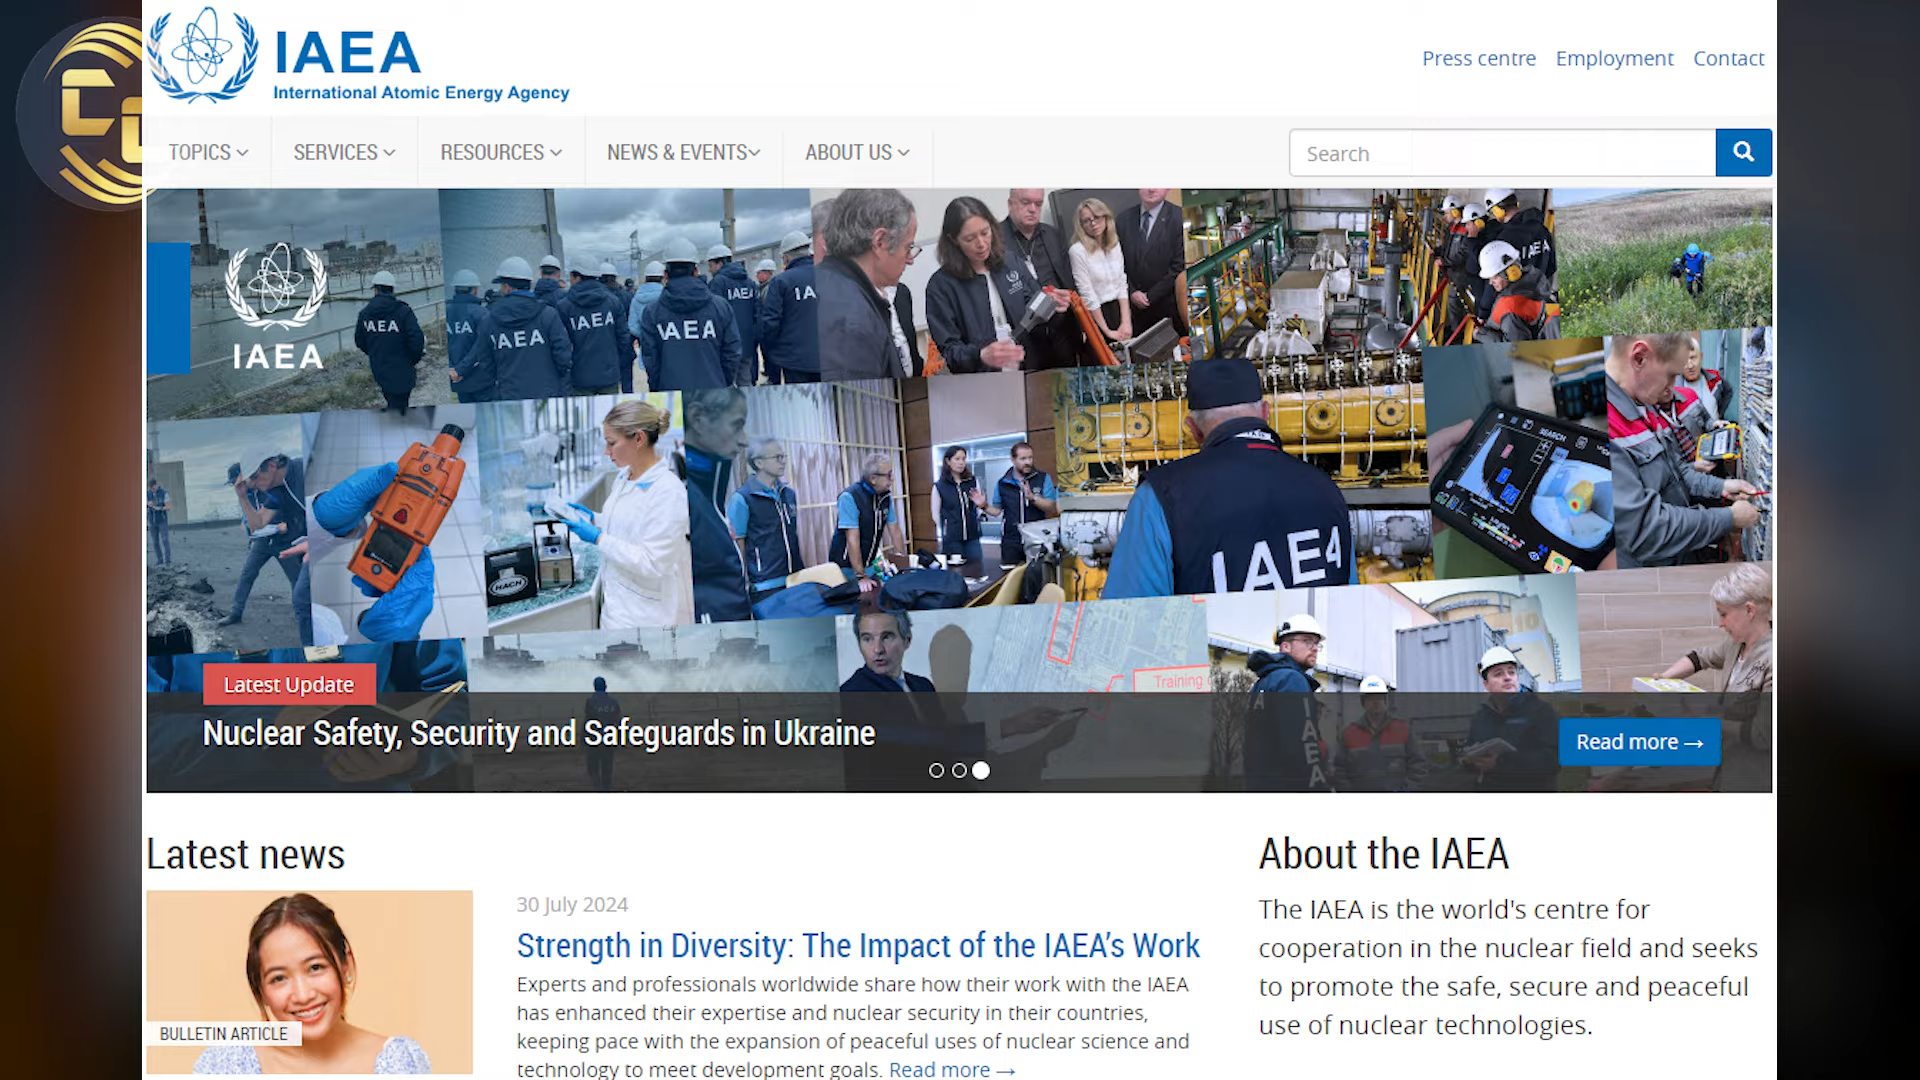 IAEA
International Atomic Energy Agency
Press centre Employment Contact
TOPICS SERVICES RESOURCES NEWS & EVENTS ABOUT US
Search
IAEA
IAEA
IAEA
IAEA
IAEA
IAEA
HACH
SEARCH
IAEA
Training
Latest Update
Nuclear Safety, Security and Safeguards in Ukraine
Read more →
Latest news
About the IAEA
30 July 2024
Strength in Diversity: The Impact of the IAEA's Work
Experts and professionals worldwide share how their work with the IAEA
has enhanced their expertise and nuclear security in their countries,
keeping pace with the expansion of peaceful uses of nuclear science and
technology to meet development goals. Read more →
BULLETIN ARTICLE
The IAEA is the world's centre for
cooperation in the nuclear field and seeks
to promote the safe, secure and peaceful
use of nuclear technologies.